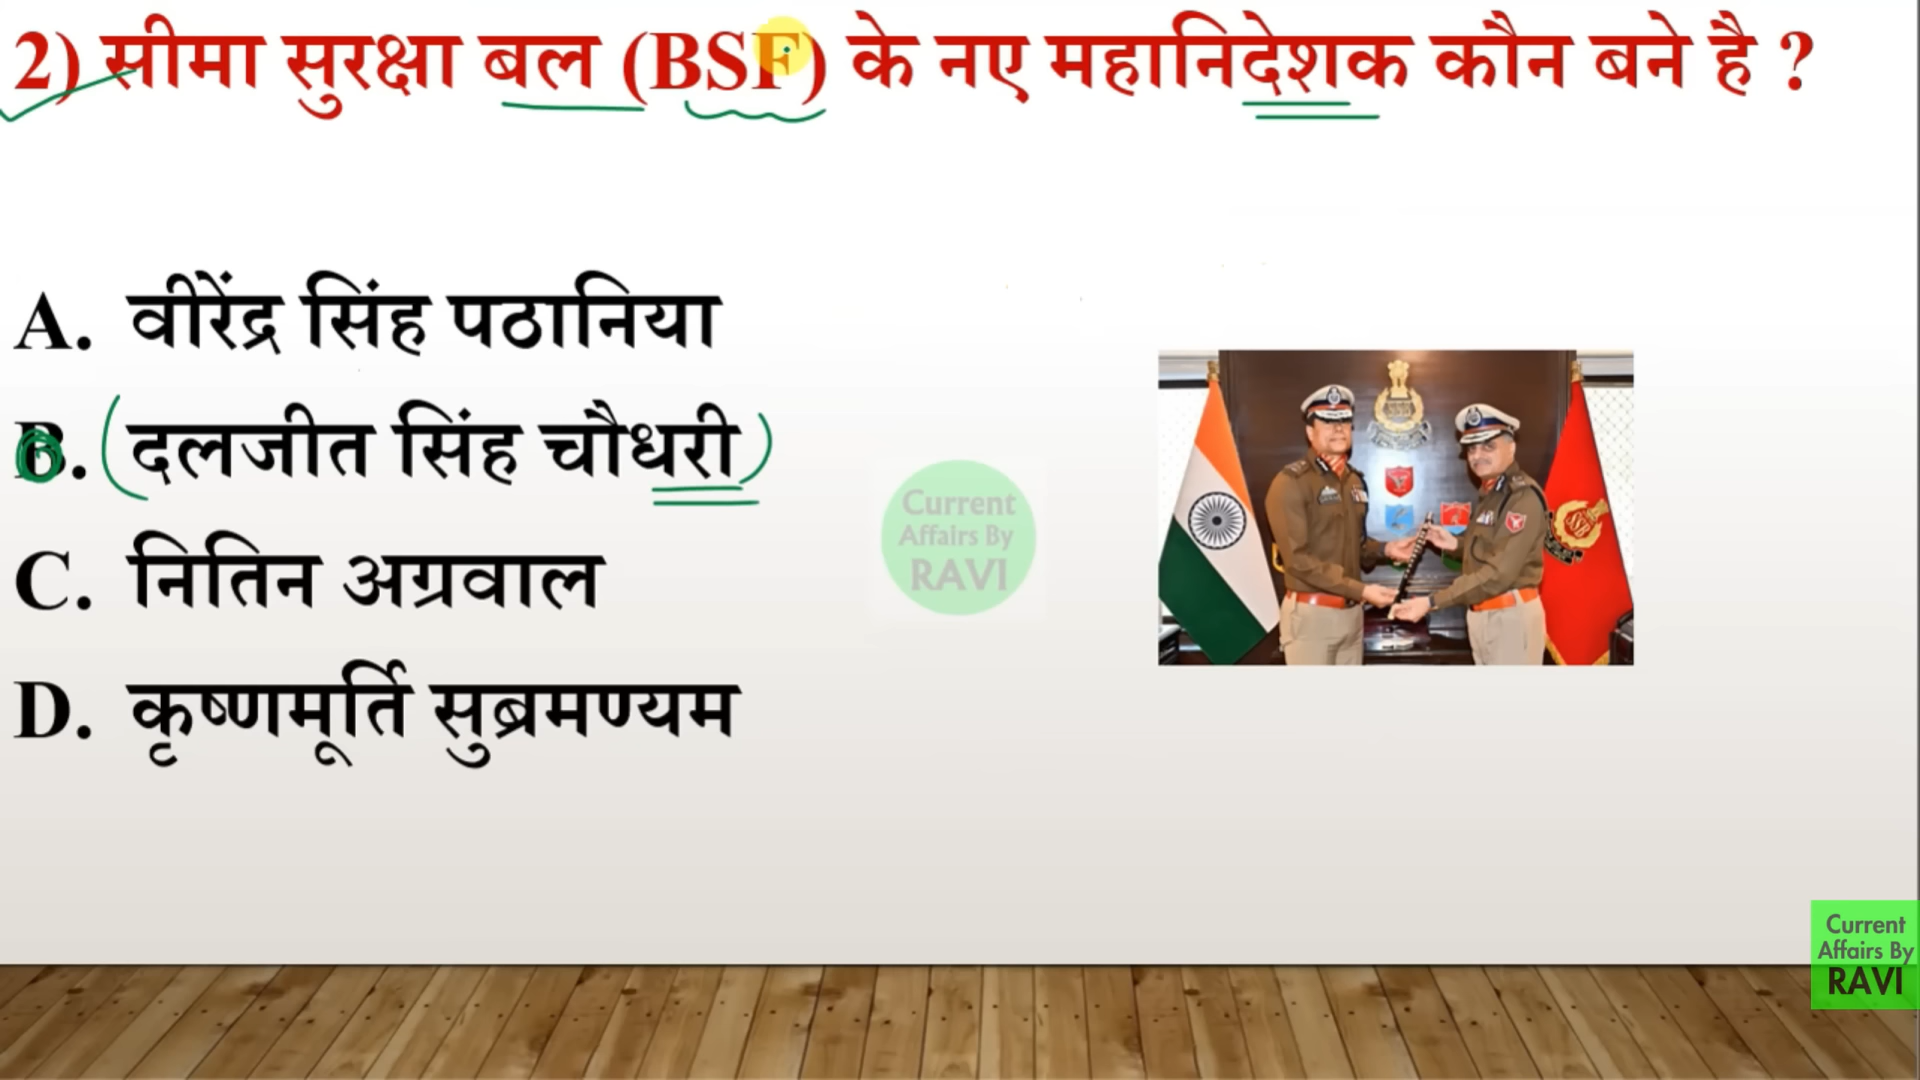 2) सीमा सुरक्षा बल (BSF) के नए महानिदेशक कौन बने है ?
A. वीरेंद्र सिंह पठानिया
B. दलजीत सिंह चौधरी
C. नितिन अग्रवाल
D. कृष्णमूर्ति सुब्रमण्यम
Current
Affairs By
RAVI
Current
Affairs By
RAVI